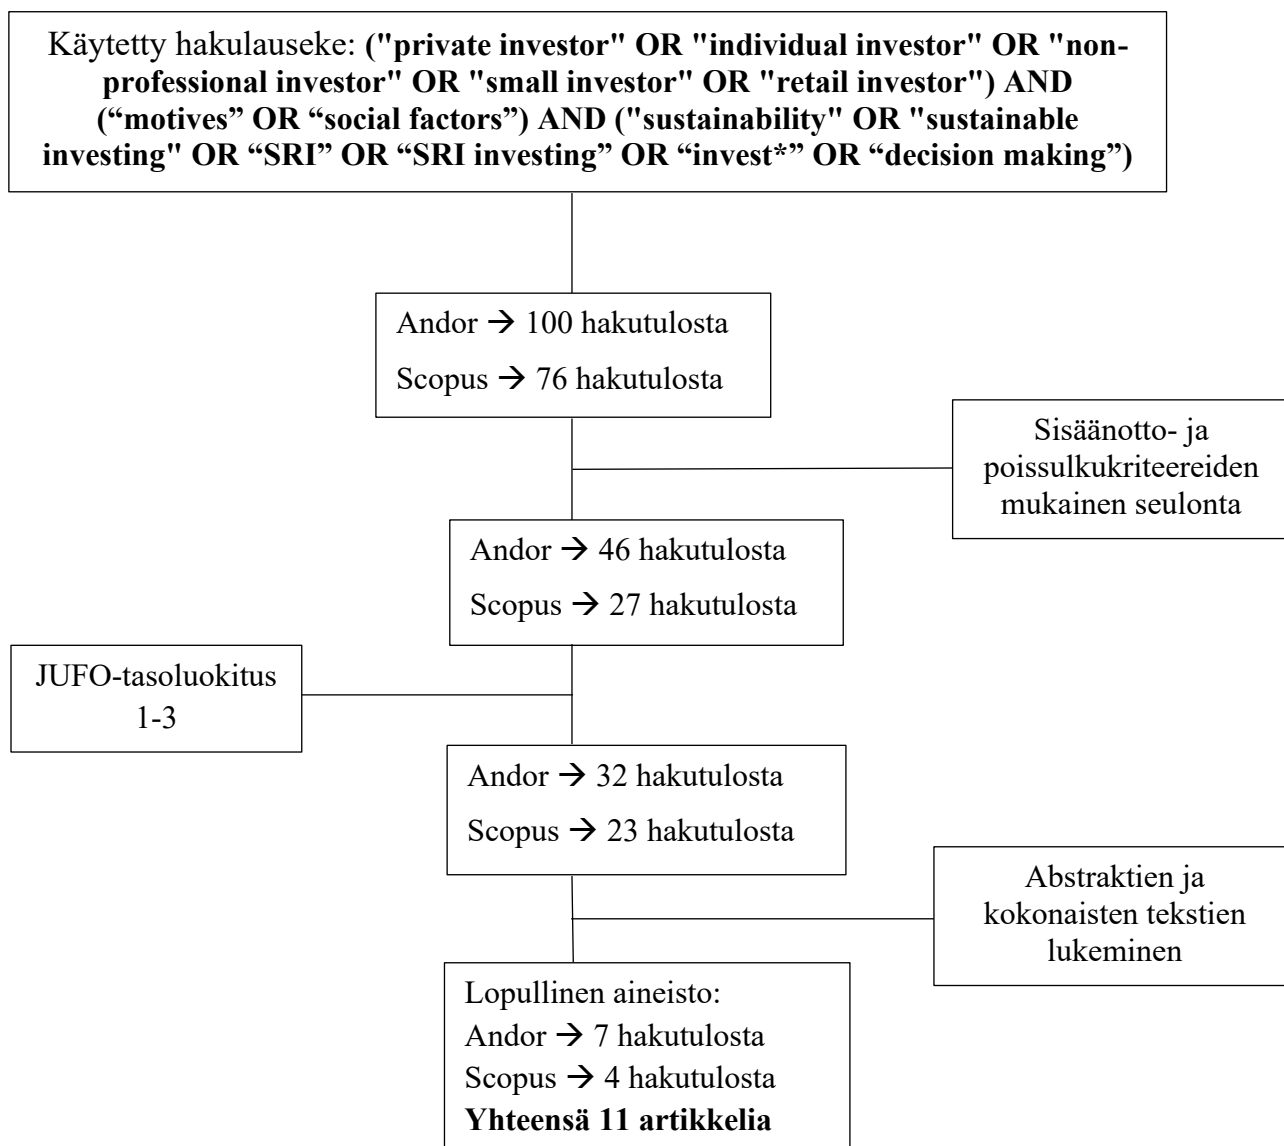 Käytetty hakulauseke: ("private investor" OR "individual investor" OR "non-
professional investor" OR "small investor" OR "retail investor") AND
(“motives” OR “social factors”) AND ("sustainability" OR "sustainable
investing" OR “SRI” OR “SRI investing” OR “invest*” OR “decision making”)
Andor → 100 hakutulosta
Scopus → 76 hakutulosta
Sisäänotto- ja
poissulkukriteereiden
mukainen seulonta
Andor → 46 hakutulosta
Scopus → 27 hakutulosta
JUFO-tasoluokitus
1-3
Andor → 32 hakutulosta
Scopus → 23 hakutulosta
Abstraktien ja
kokonaisten tekstien
lukeminen
Lopullinen aineisto:
Andor → 7 hakutulosta
Scopus → 4 hakutulosta
Yhteensä 11 artikkelia